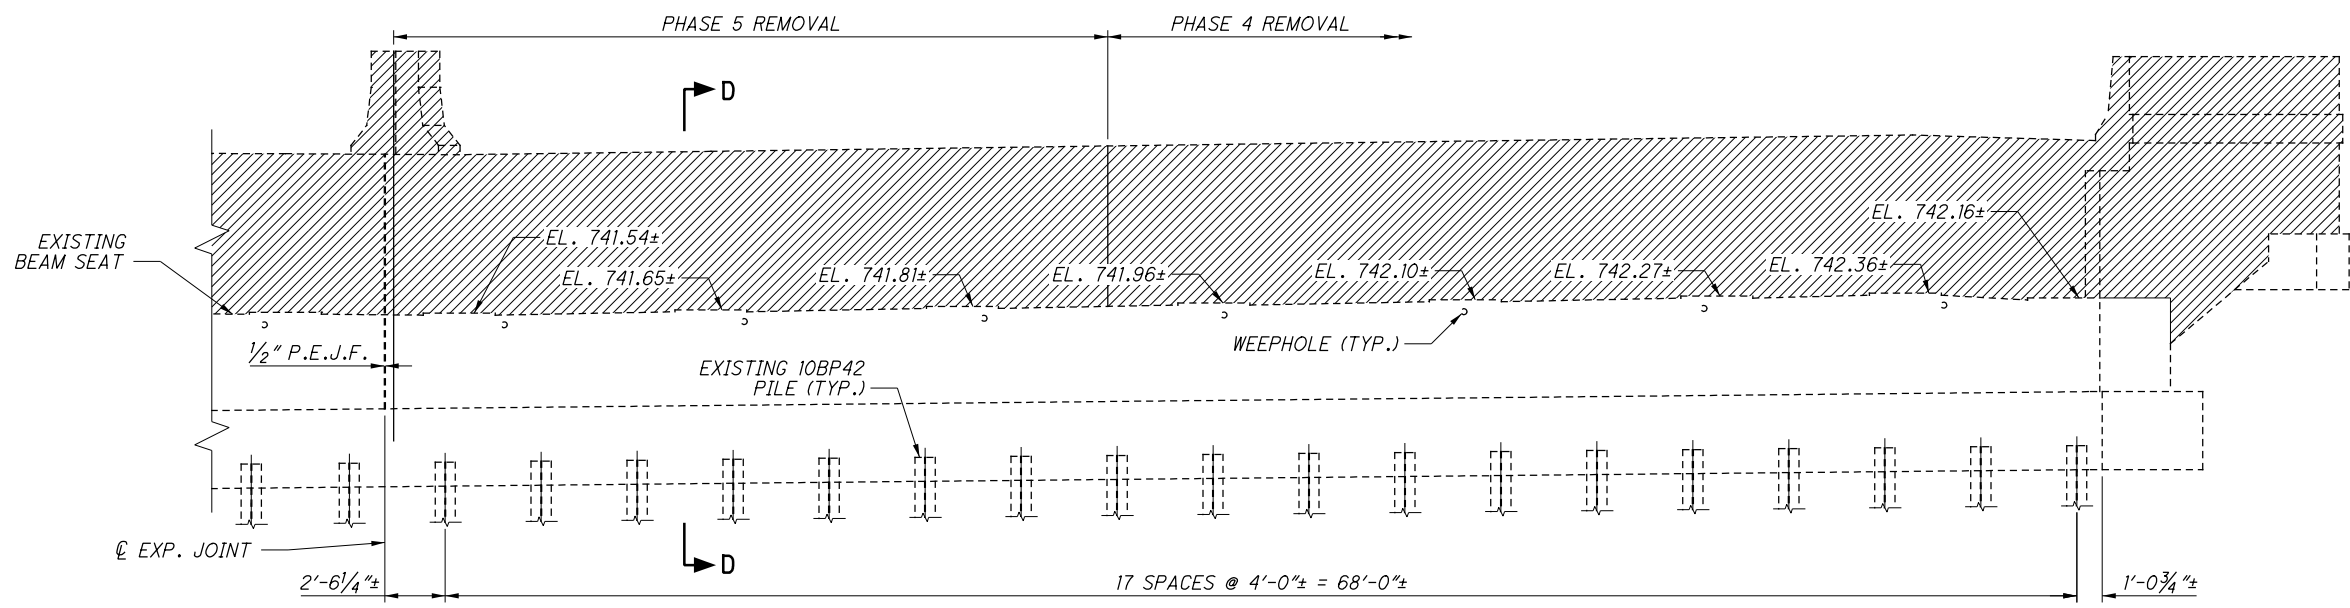 PHASE 5 REMOVAL
PHASE 4 REMOVAL
D
EL. 742.16±
EXISTING
BEAM SEAT
EL. 741.54±
EL. 741.65±
EL. 741.81±
EL. 741.96±
EL. 742.10±
EL. 742.27±
EL. 742.36±
WEEPHOLE (TYP.)
1/2" P.E.J.F.
EXISTING 10BP42
PILE (TYP.)
℄ EXP. JOINT
D
2'-6 1/4"±
17 SPACES @ 4'-0"± = 68'-0"±
1'-0 3/4"±